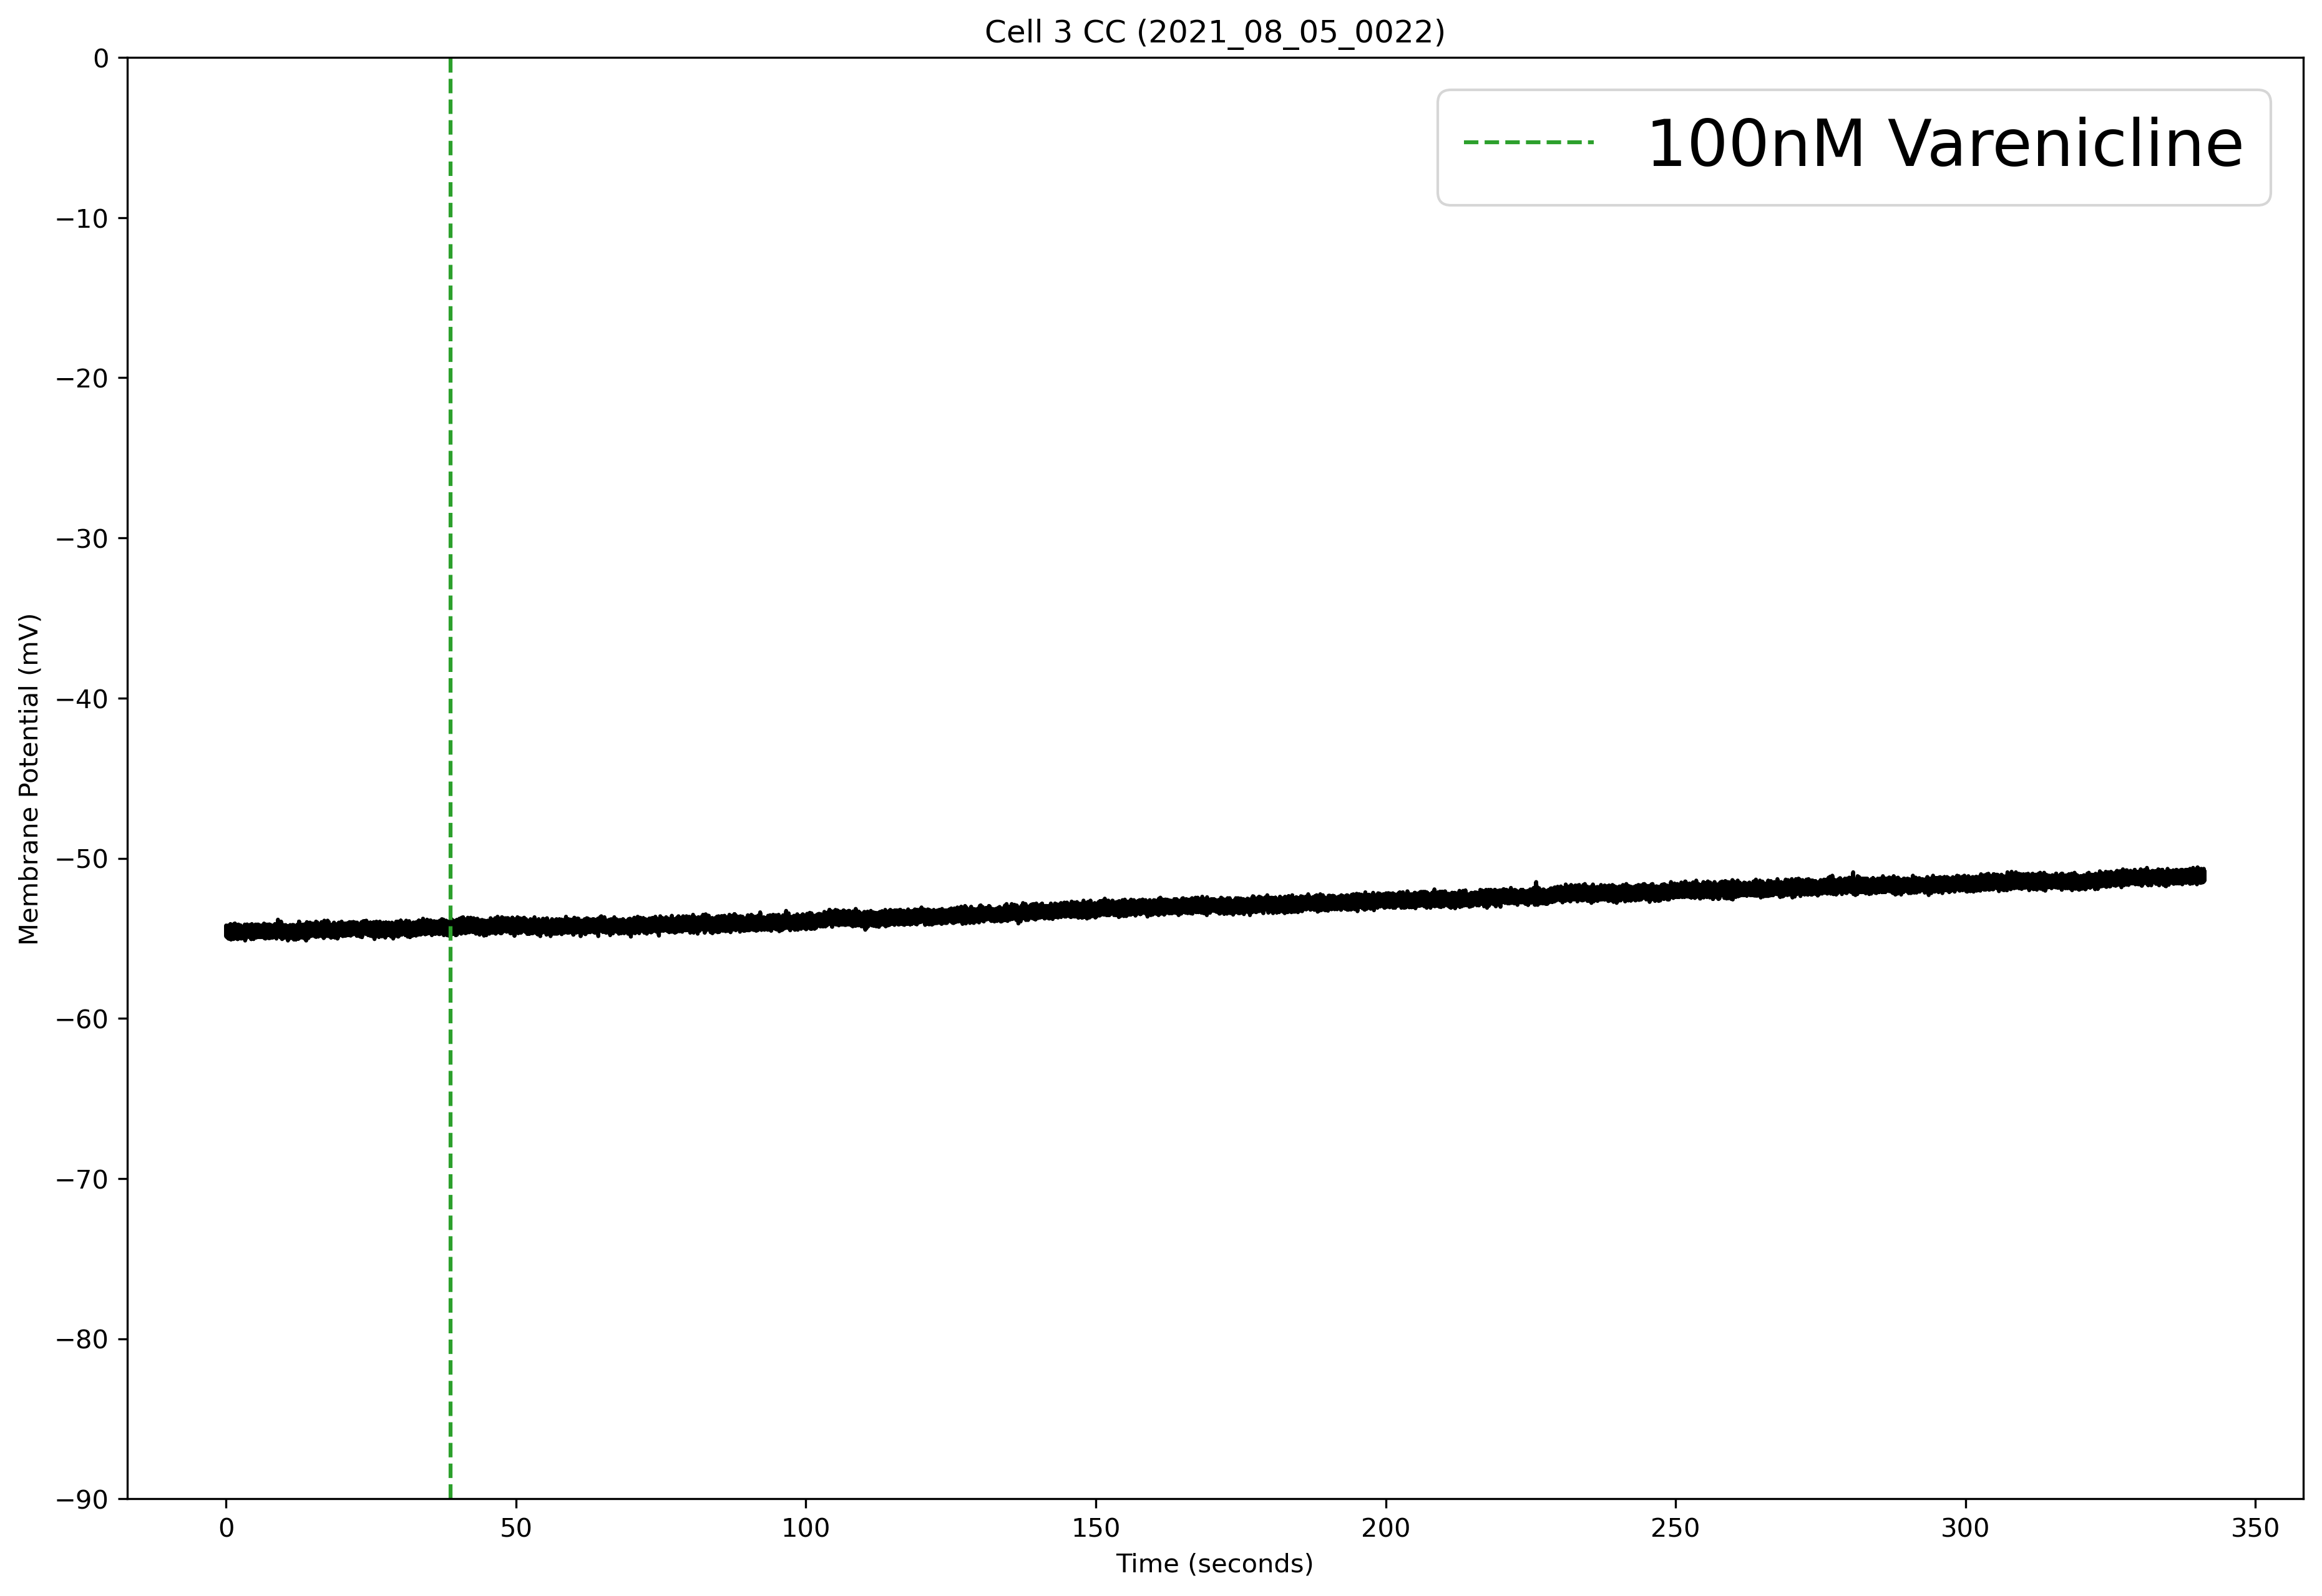 Cell 3 CC (2021_08_05_0022)
100nM Varenicline
0
−10
−20
−30
−40
−50
−60
−70
−80
−90
Membrane Potential (mV)
0 50 100 150 200 250 300 350
Time (seconds)